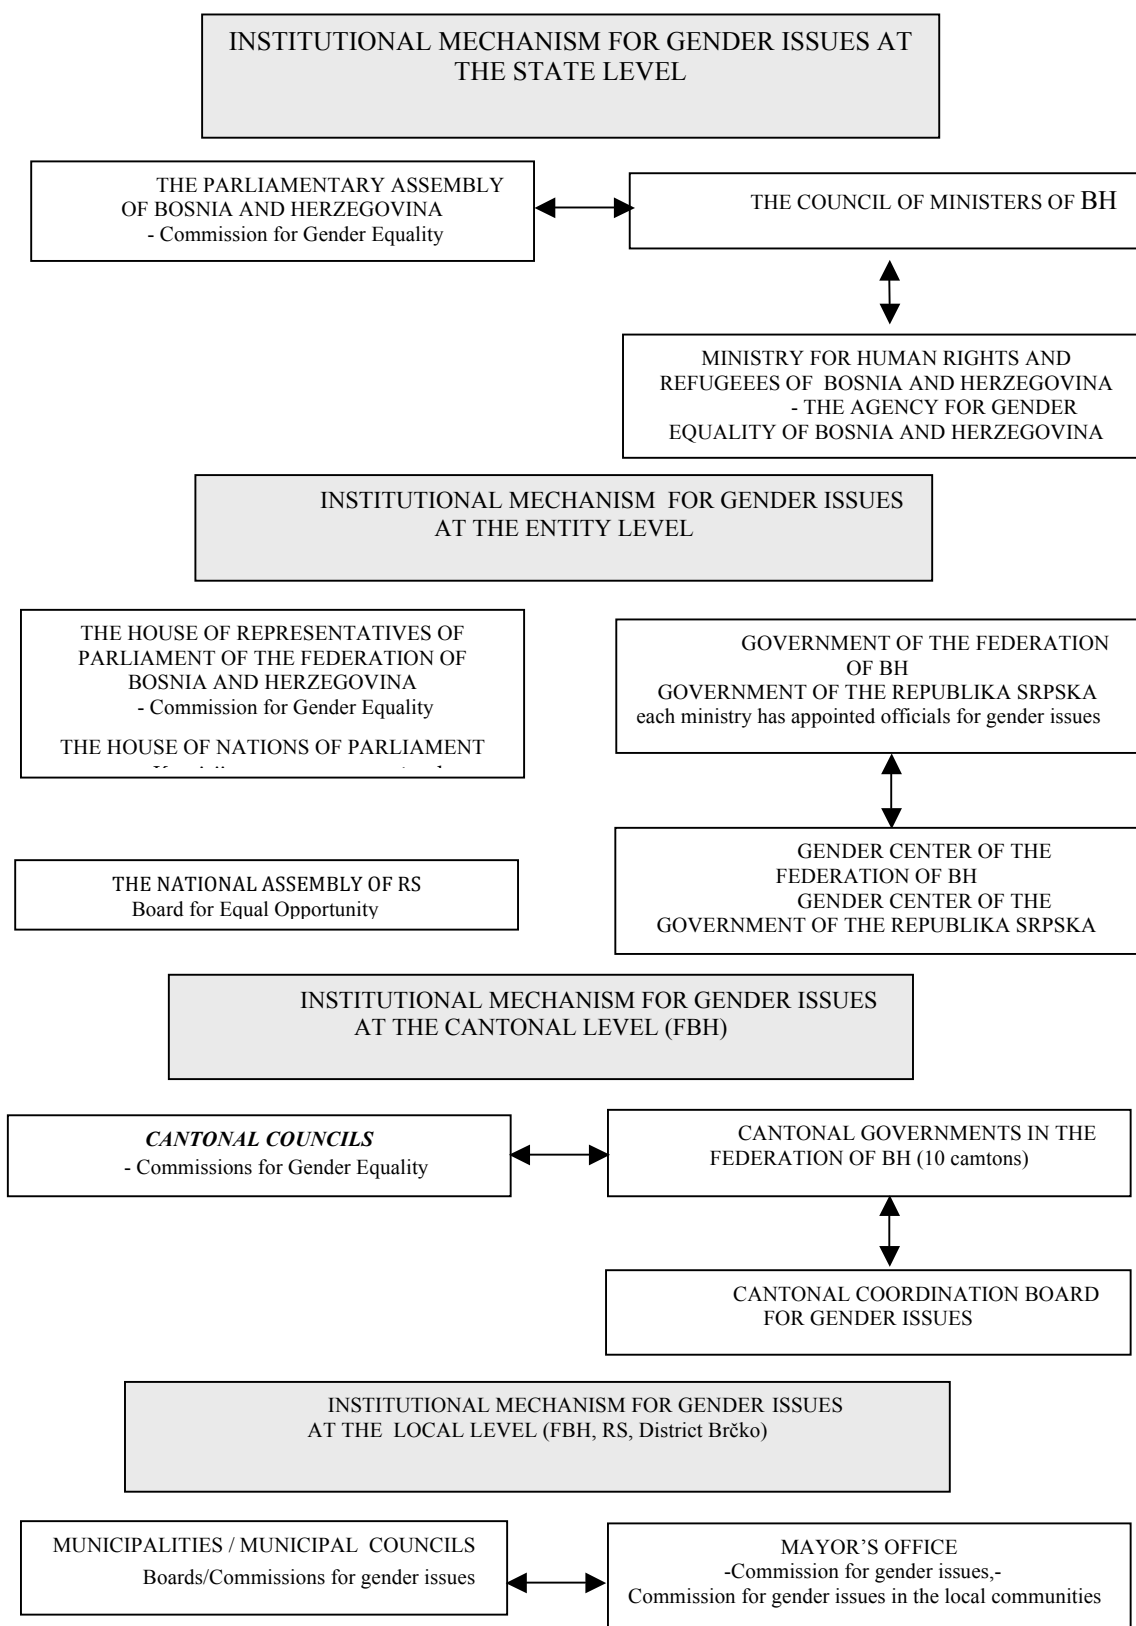 INSTITUTIONAL MECHANISM FOR GENDER ISSUES AT
THE STATE LEVEL
THE PARLIAMENTARY ASSEMBLY
OF BOSNIA AND HERZEGOVINA
- Commission for Gender Equality
THE COUNCIL OF MINISTERS OF BH
MINISTRY FOR HUMAN RIGHTS AND
REFUGEEES OF BOSNIA AND HERZEGOVINA
- THE AGENCY FOR GENDER
EQUALITY OF BOSNIA AND HERZEGOVINA
INSTITUTIONAL MECHANISM FOR GENDER ISSUES
AT THE ENTITY LEVEL
THE HOUSE OF REPRESENTATIVES OF
PARLIAMENT OF THE FEDERATION OF
BOSNIA AND HERZEGOVINA
- Commission for Gender Equality
THE HOUSE OF NATIONS OF PARLIAMENT
GOVERNMENT OF THE FEDERATION
OF BH
GOVERNMENT OF THE REPUBLIKA SRPSKA
each ministry has appointed officials for gender issues
THE NATIONAL ASSEMBLY OF RS
Board for Equal Opportunity
GENDER CENTER OF THE
FEDERATION OF BH
GENDER CENTER OF THE
GOVERNMENT OF THE REPUBLIKA SRPSKA
INSTITUTIONAL MECHANISM FOR GENDER ISSUES
AT THE CANTONAL LEVEL (FBH)
CANTONAL COUNCILS
- Commissions for Gender Equality
CANTONAL GOVERNMENTS IN THE
FEDERATION OF BH (10 camtons)
CANTONAL COORDINATION BOARD
FOR GENDER ISSUES
INSTITUTIONAL MECHANISM FOR GENDER ISSUES
AT THE LOCAL LEVEL (FBH, RS, District Brčko)
MUNICIPALITIES / MUNICIPAL COUNCILS
Boards/Commissions for gender issues
MAYOR'S OFFICE
-Commission for gender issues,-
Commission for gender issues in the local communities